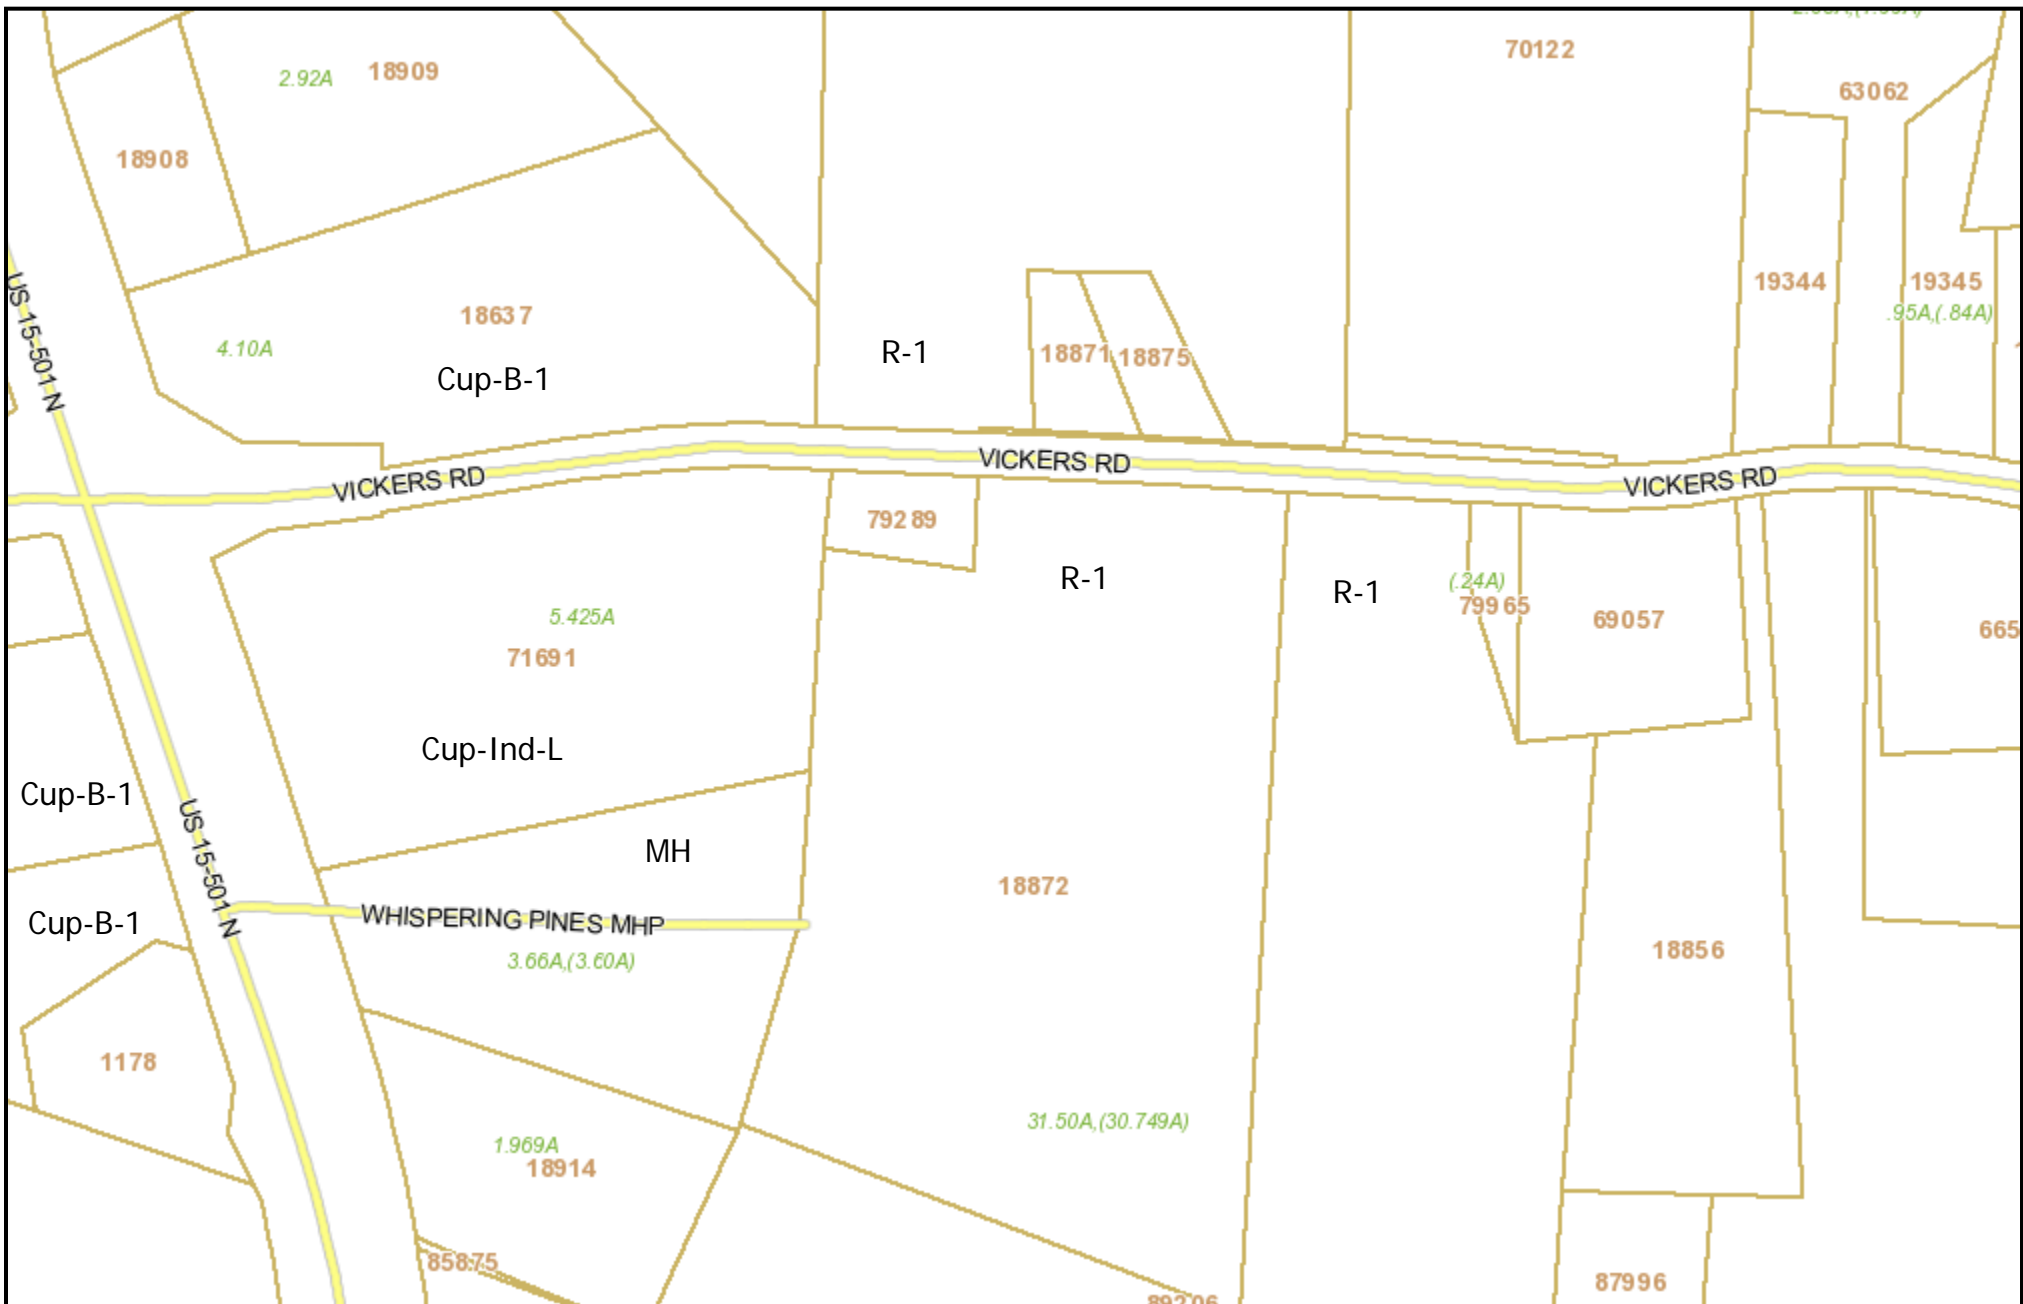 70122
2.92A
18909
63062
18908
18637
4.10A
Cup-B-1
R-1
18871
18875
19344
19345
.95A,(.84A)
US 15-501 N
VICKERS RD
VICKERS RD
VICKERS RD
79289
R-1
R-1
(.24A)
79965
69057
665
5.425A
71691
Cup-Ind-L
Cup-B-1
US 15-501 N
MH
18872
WHISPERING PINES MHP
Cup-B-1
3.66A,(3.60A)
18856
1178
31.50A,(30.749A)
1.969A
18914
85875
87996
89206